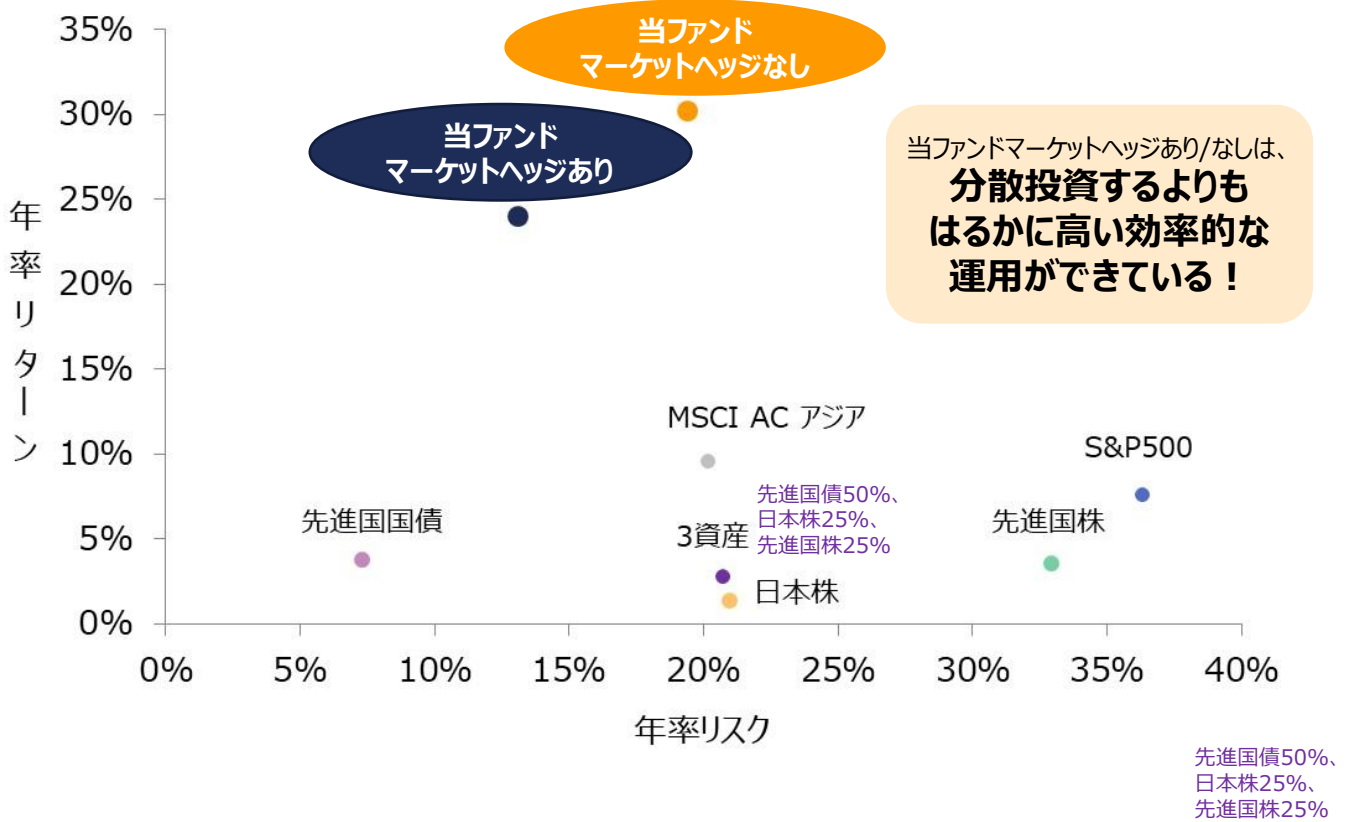 35%
30%
25%
20%
15%
10%
5%
0%
年率リターン
当ファンド
マーケットヘッジなし
当ファンド
マーケットヘッジあり
当ファンドマーケットヘッジあり/なしは、
分散投資するよりも
はるかに高い効率的な
運用ができている！
MSCI AC アジア
S&P500
先進国債50%、
日本株25%、
先進国株25%
先進国国債
3資産
先進国株
日本株
0%
5%
10%
15%
20%
25%
30%
35%
40%
年率リスク
先進国債50%、
日本株25%、
先進国株25%